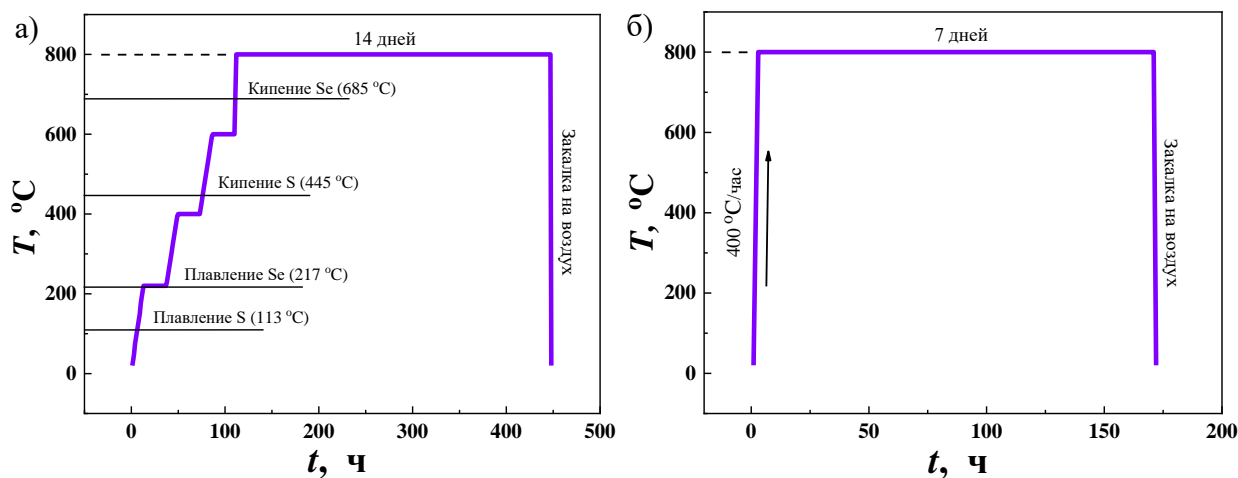 а)
14 дней
800
Кипение Se (685 °C)
600
Кипение S (445 °C)
400
Плавление Se (217 °C)
200
Плавление S (113 °C)
0
Закалка на воздух
T, °C
0 100 200 300 400 500
t, ч
б)
7 дней
800
600
400
200
0
400 °C/час
Закалка на воздух
T, °C
0 50 100 150 200
t, ч